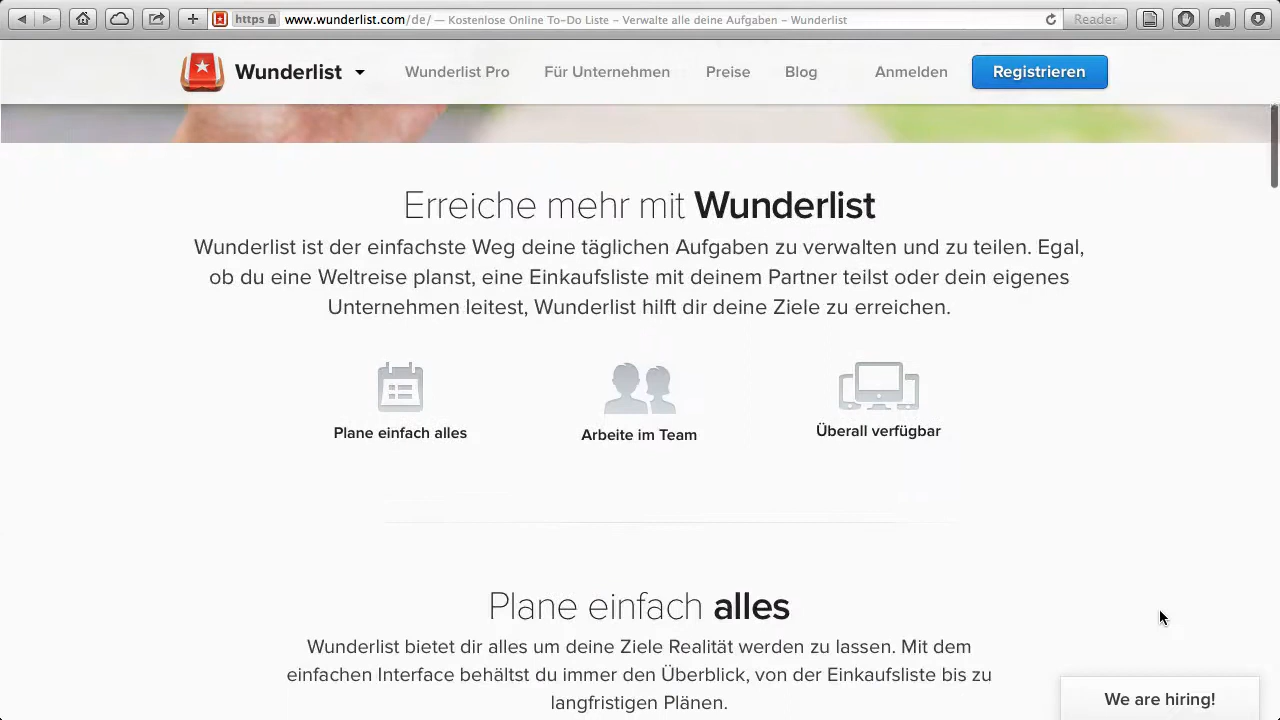 https www.wunderlist.com/de/ — Kostenlose Online To-Do Liste – Verwalte alle deine Aufgaben – Wunderlist Reader
Wunderlist Wunderlist Pro Für Unternehmen Preise Blog Anmelden Registrieren
Erreiche mehr mit Wunderlist
Wunderlist ist der einfachste Weg deine täglichen Aufgaben zu verwalten und zu teilen. Egal,
ob du eine Weltreise planst, eine Einkaufsliste mit deinem Partner teilst oder dein eigenes
Unternehmen leitest, Wunderlist hilft dir deine Ziele zu erreichen.
Plane einfach alles Arbeite im Team Überall verfügbar
Plane einfach alles
Wunderlist bietet dir alles um deine Ziele Realität werden zu lassen. Mit dem
einfachen Interface behältst du immer den Überblick, von der Einkaufsliste bis zu
langfristigen Plänen.
We are hiring!